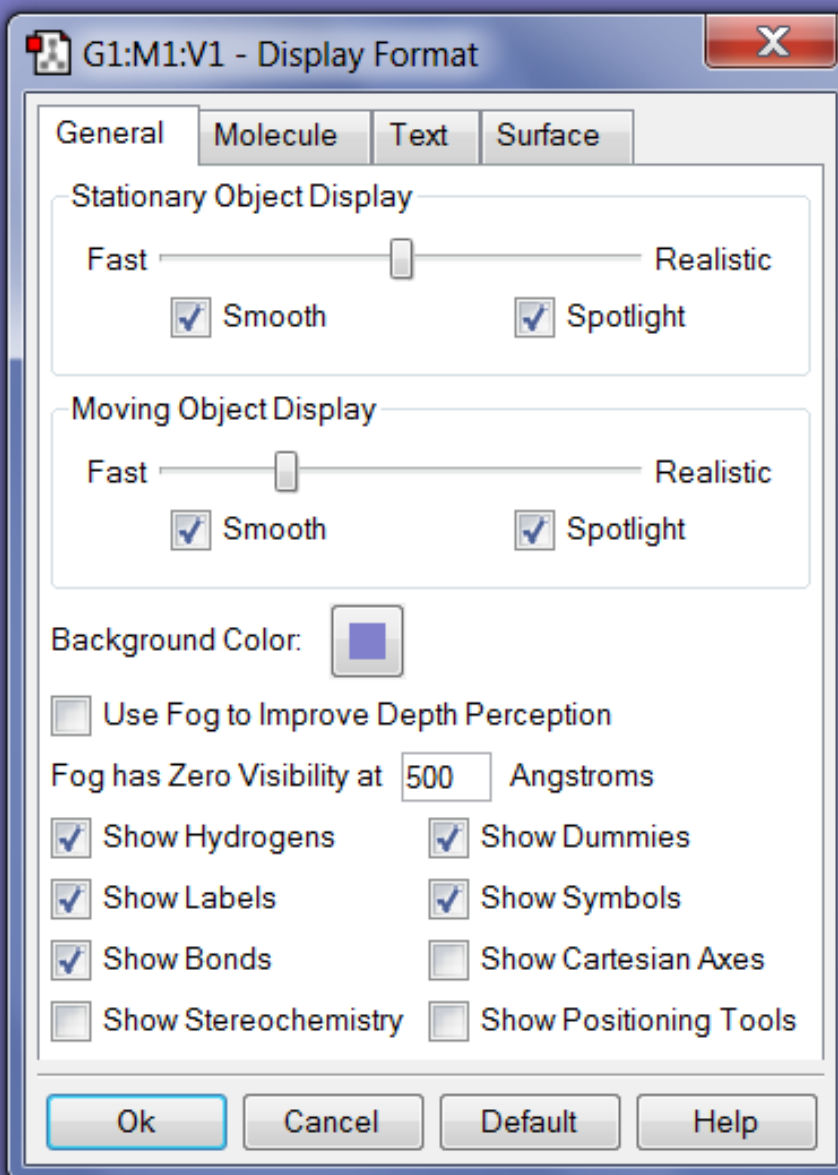 G1:M1:V1 - Display Format
General Molecule Text Surface
Stationary Object Display
Fast Realistic
Smooth Spotlight
Moving Object Display
Fast Realistic
Smooth Spotlight
Background Color:
Use Fog to Improve Depth Perception
Fog has Zero Visibility at 500 Angstroms
Show Hydrogens Show Dummies
Show Labels Show Symbols
Show Bonds Show Cartesian Axes
Show Stereochemistry Show Positioning Tools
Ok Cancel Default Help